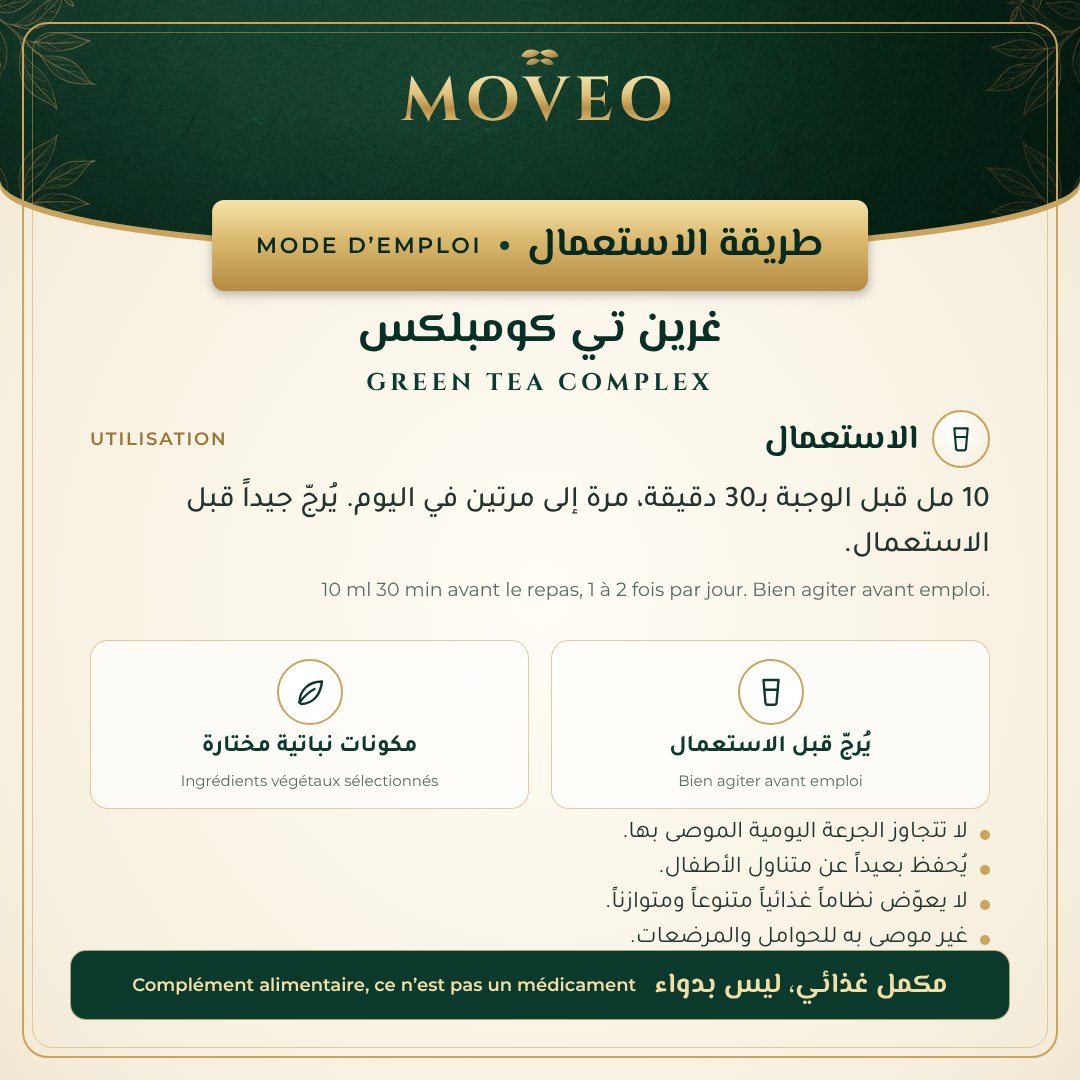 MOVEO
طريقة الاستعمال • MODE D’EMPLOI
غرين تي كومبلكس
GREEN TEA COMPLEX
الاستعمال
UTILISATION
10 مل قبل الوجبة بـ30 دقيقة، مرة إلى مرتين في اليوم. يُرجّ جيداً قبل
الاستعمال.
10 ml 30 min avant le repas, 1 à 2 fois par jour. Bien agiter avant emploi.
يُرجّ قبل الاستعمال
Bien agiter avant emploi
مكونات نباتية مختارة
Ingrédients végétaux sélectionnés
لا تتجاوز الجرعة اليومية الموصى بها.
يُحفظ بعيداً عن متناول الأطفال.
لا يعوّض نظاماً غذائياً متنوعاً ومتوازناً.
غير موصى به للحوامل والمرضعات.
مكمل غذائي، ليس بدواء Complément alimentaire, ce n’est pas un médicament